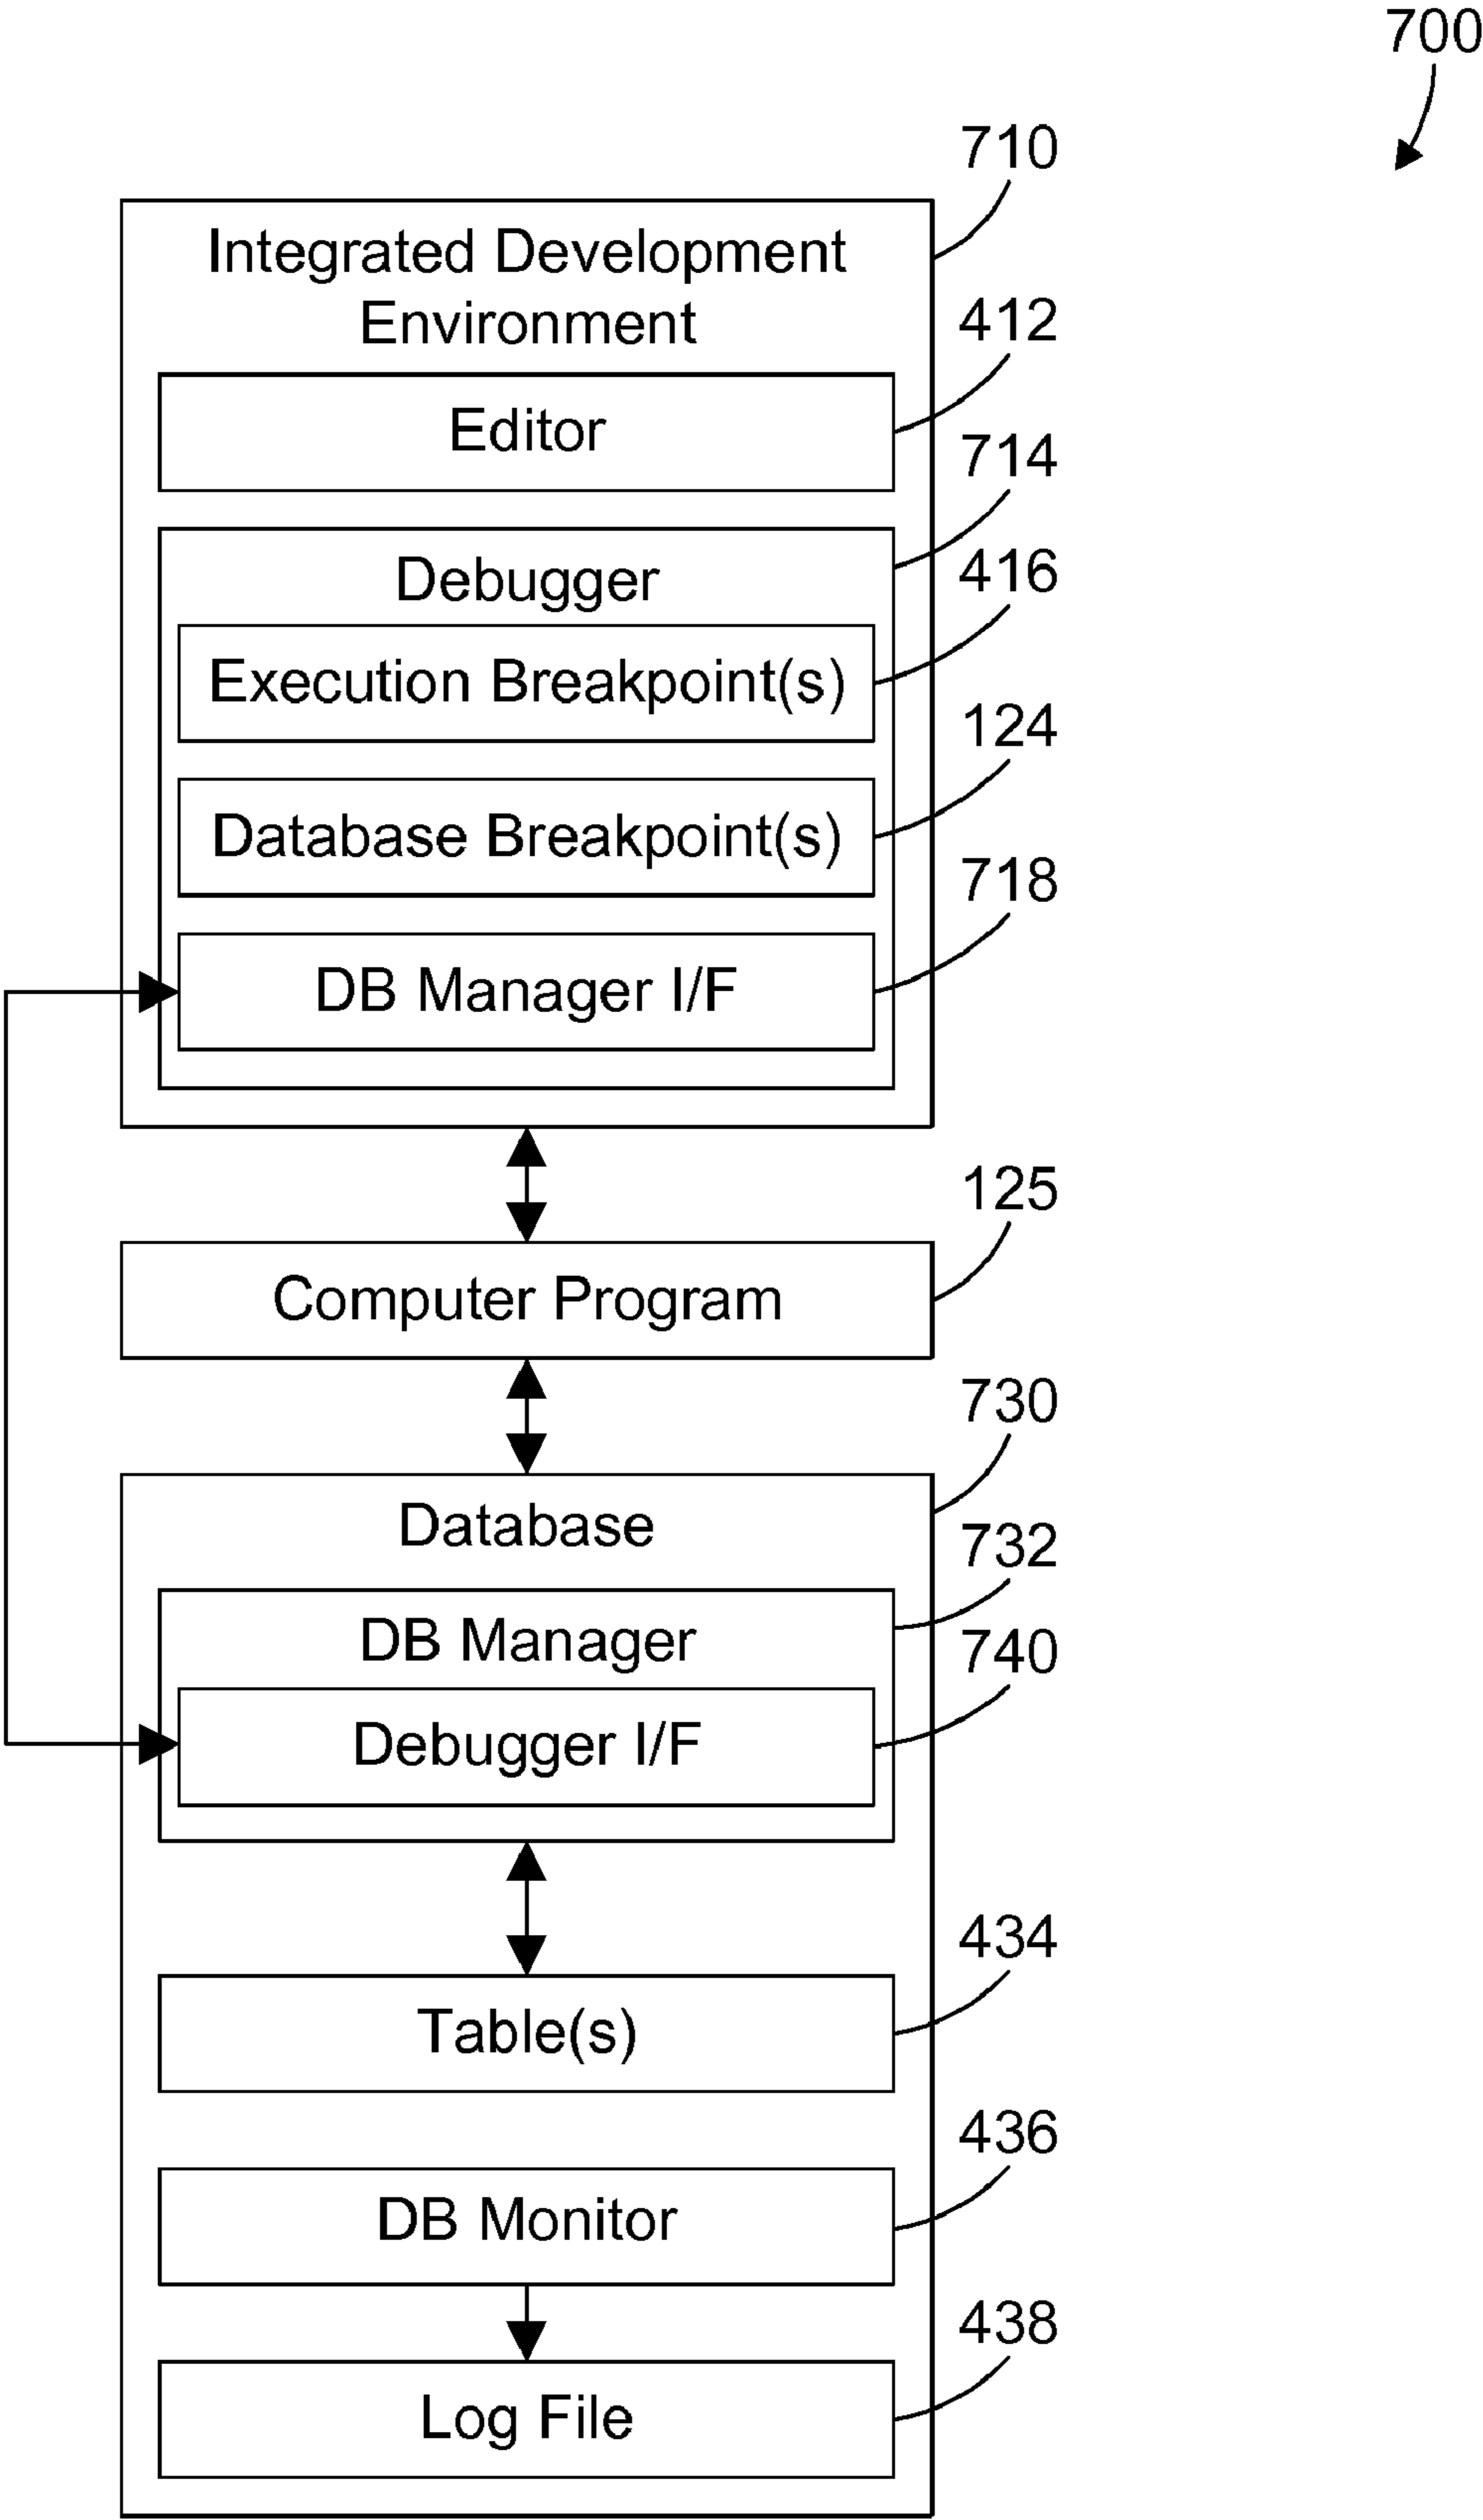 700
710
Integrated Development
Environment
412
Editor
714
Debugger
416
Execution Breakpoint(s)
124
Database Breakpoint(s)
718
DB Manager I/F
125
Computer Program
730
Database
732
DB Manager
740
Debugger I/F
434
Table(s)
436
DB Monitor
438
Log File